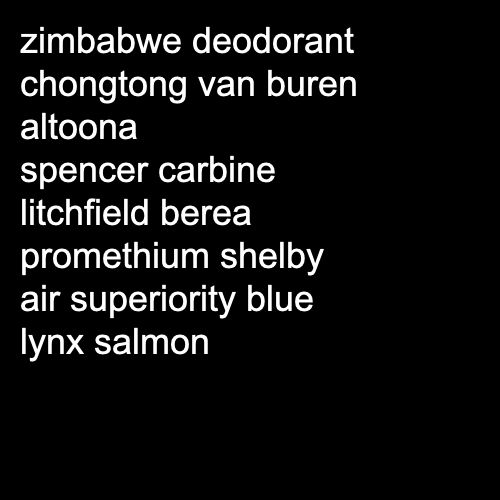 zimbabwe deodorant
chongtong van buren
altoona
spencer carbine
litchfield berea
promethium shelby
air superiority blue
lynx salmon